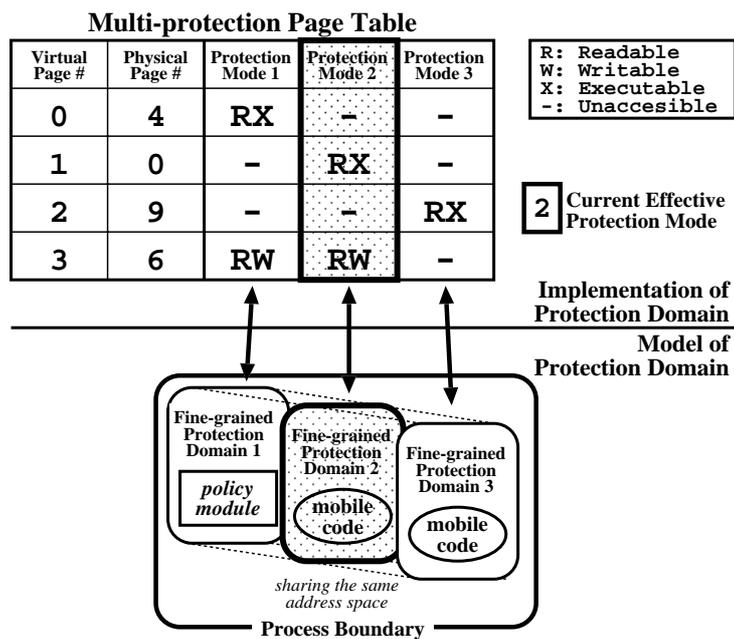 Multi-protection Page Table
Virtual Page # Physical Page # Protection Mode 1 Protection Mode 2 Protection Mode 3
0 4 RX - -
1 0 - RX -
2 9 - - RX
3 6 RW RW -
R: Readable
W: Writable
X: Executable
-: Unaccesible
2 Current Effective
Protection Mode
Implementation of
Protection Domain
Model of
Protection Domain
Fine-grained
Protection
Domain 1
policy
module
Fine-grained
Protection
Domain 2
mobile
code
Fine-grained
Protection
Domain 3
mobile
code
sharing the same
address space
Process Boundary